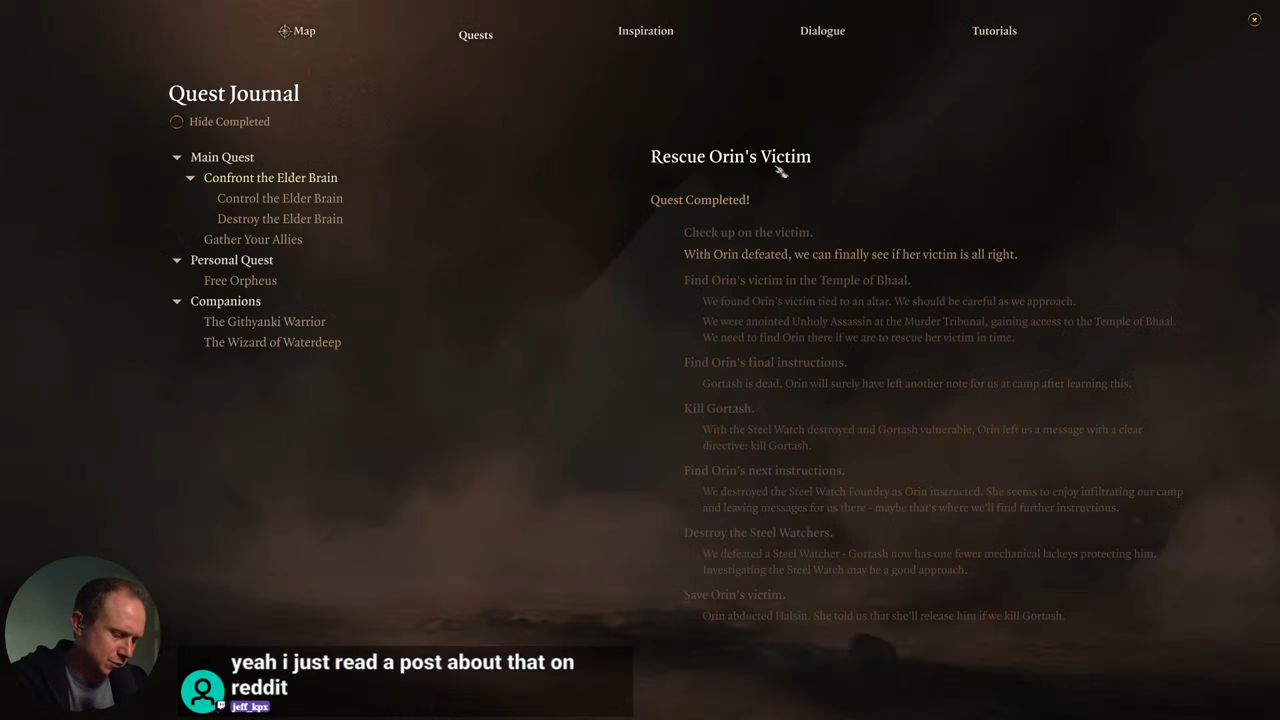 Map
Quests
Inspiration
Dialogue
Tutorials
Quest Journal
Hide Completed
Main Quest
Confront the Elder Brain
Control the Elder Brain
Destroy the Elder Brain
Gather Your Allies
Personal Quest
Free Orpheus
Companions
The Githyanki Warrior
The Wizard of Waterdeep
Rescue Orin's Victim
Quest Completed!
Check up on the victim.
With Orin defeated, we can finally see if her victim is all right.
Find Orin's victim in the Temple of Bhaal.
We found Orin's victim tied to an altar. We should be careful as we approach.
We were anointed Unholy Assassin at the Murder Tribunal, gaining access to the Temple of Bhaal.
We need to find Orin there if we are to rescue her victim in time.
Find Orin's final instructions.
Gortash is dead. Orin will surely have left another note for us at camp after learning this.
Kill Gortash.
With the Steel Watch destroyed and Gortash vulnerable, Orin left us a message with a clear
directive: kill Gortash.
Find Orin's next instructions.
We destroyed the Steel Watch Foundry as Orin instructed. She seems to enjoy infiltrating our camp
and leaving messages for us there - maybe that's where we'll find further instructions.
Destroy the Steel Watchers.
We defeated a Steel Watcher - Gortash now has one fewer mechanical lackeys protecting him.
Investigating the Steel Watch may be a good approach.
Save Orin's victim.
Orin abducted Halsin. She told us that she'll release him if we kill Gortash.
yeah i just read a post about that on
reddit
jeff_kpx